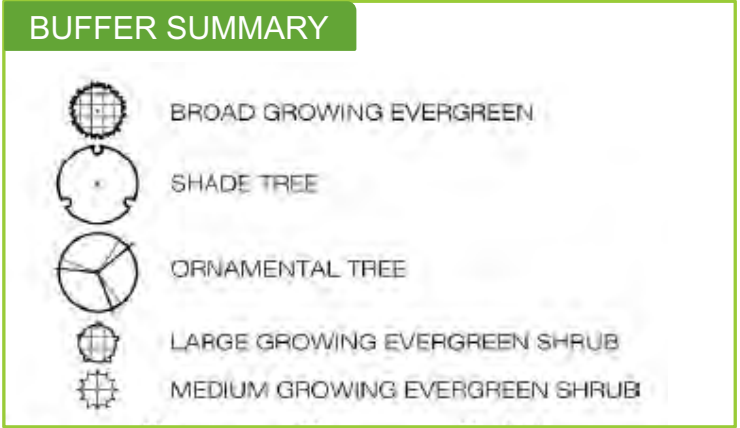 BUFFER SUMMARY
BROAD GROWING EVERGREEN
SHADE TREE
ORNAMENTAL TREE
LARGE GROWING EVERGREEN SHRUB
MEDIUM GROWING EVERGREEN SHRUB